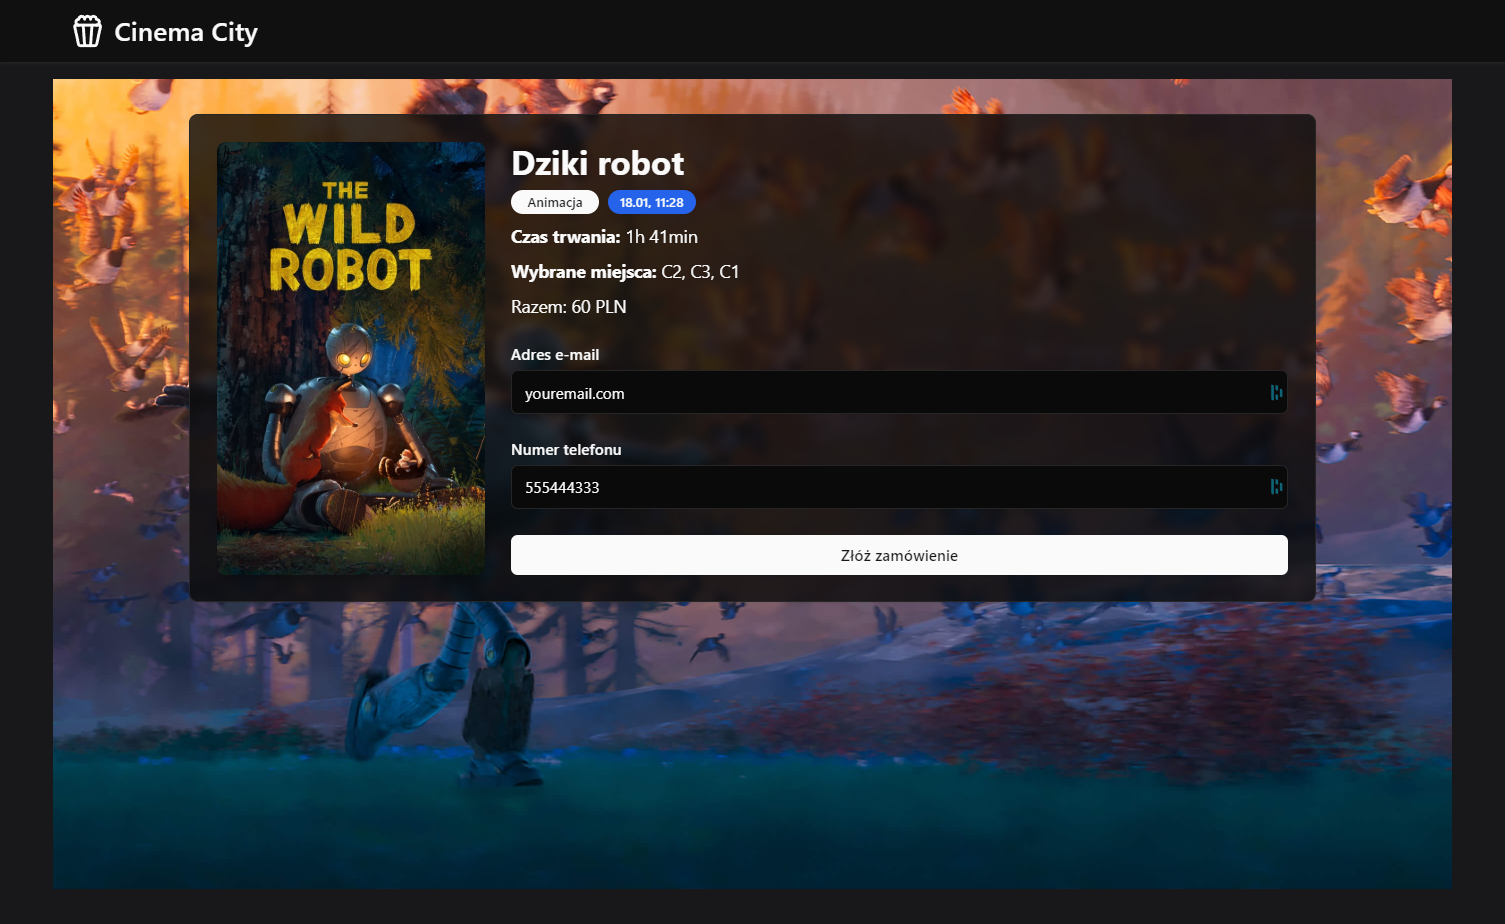 Cinema City
THE
WILD
ROBOT
Dziki robot
Animacja 18.01, 11:28
Czas trwania: 1h 41min
Wybrane miejsca: C2, C3, C1
Razem: 60 PLN
Adres e-mail
youremail.com
Numer telefonu
555444333
Złóż zamówienie